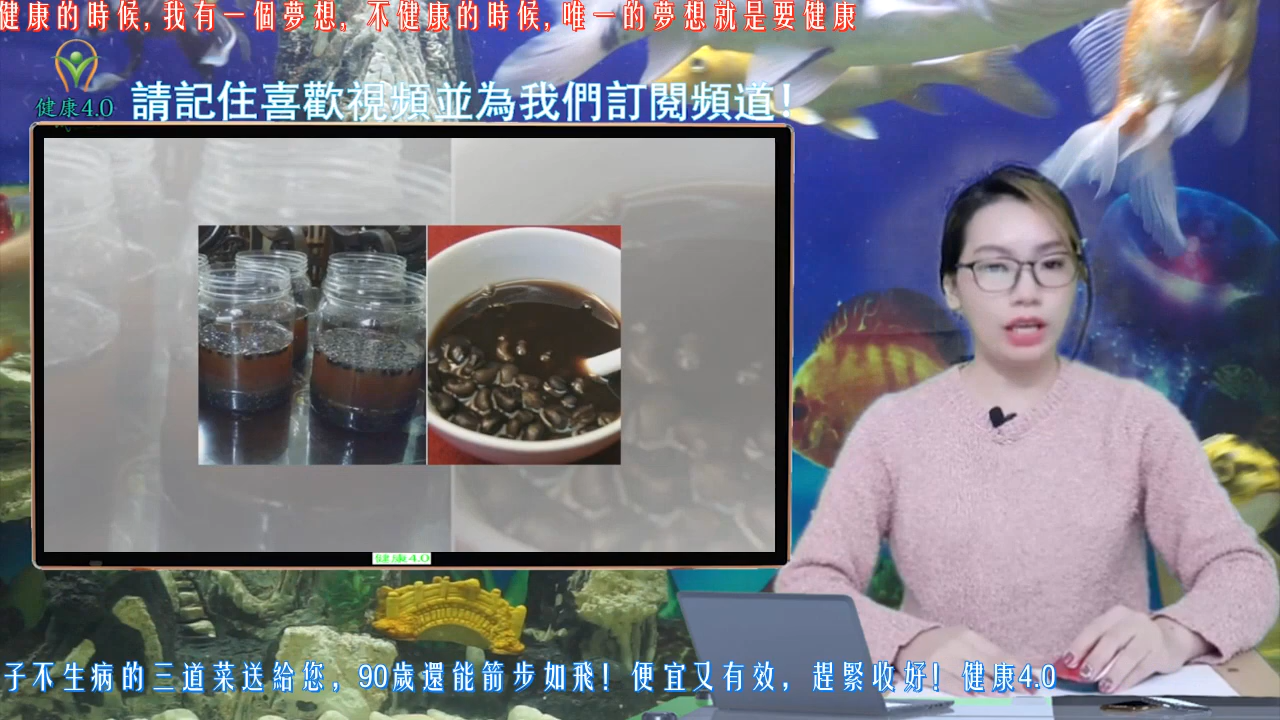 健康的時候, 我有一個夢想, 不健康的時候, 唯一的夢想就是要健康
健康4.0
請記住喜歡視頻並為我們訂閱頻道!
健康4.0
子不生病的三道菜送給您, 90歲還能箭步如飛! 便宜又有效, 趕緊收好! 健康4.0